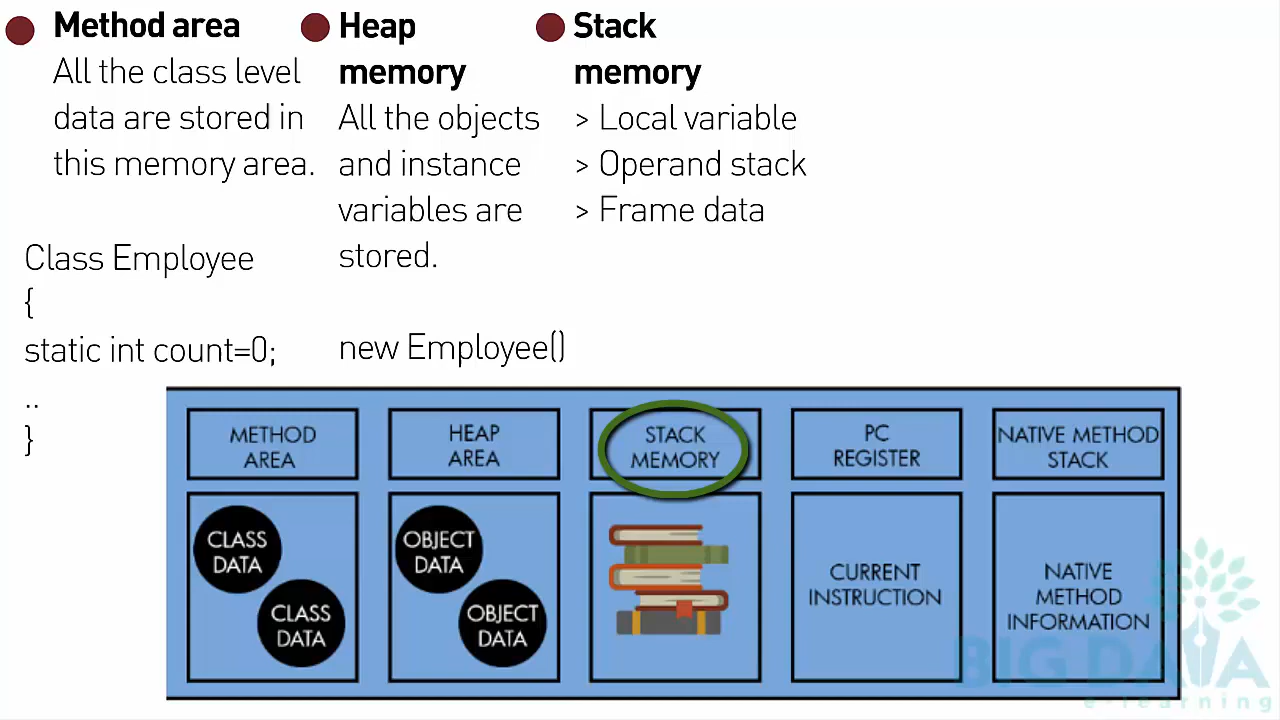 Method area
All the class level
data are stored in
this memory area.
Class Employee
{
static int count=0;
..
}
Heap
memory
All the objects
and instance
variables are
stored.
new Employee()
Stack
memory
> Local variable
> Operand stack
> Frame data
METHOD
AREA
HEAP
AREA
STACK
MEMORY
PC
REGISTER
NATIVE METHOD
STACK
CLASS
DATA
CLASS
DATA
OBJECT
DATA
OBJECT
DATA
CURRENT
INSTRUCTION
NATIVE
METHOD
INFORMATION
BIG DATA
e-learning